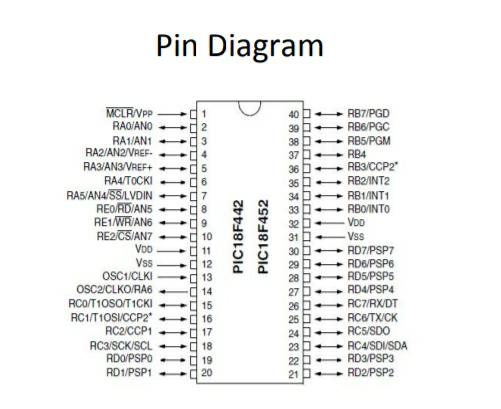 Pin Diagram
MCLR/VPP 1 40 RB7/PGD
RA0/AN0 2 39 RB6/PGC
RA1/AN1 3 38 RB5/PGM
RA2/AN2/VREF- 4 37 RB4
RA3/AN3/VREF+ 5 36 RB3/CCP2*
RA4/T0CKI 6 35 RB2/INT2
RA5/AN4/SS/LVDIN 7 34 RB1/INT1
RE0/RD/AN5 8 33 RB0/INT0
RE1/WR/AN6 9 32 VDD
RE2/CS/AN7 10 31 VSS
VDD 11 30 RD7/PSP7
VSS 12 29 RD6/PSP6
OSC1/CLKI 13 28 RD5/PSP5
OSC2/CLKO/RA6 14 27 RD4/PSP4
RC0/T1OSO/T1CKI 15 26 RC7/RX/DT
RC1/T1OSI/CCP2* 16 25 RC6/TX/CK
RC2/CCP1 17 24 RC5/SDO
RC3/SCK/SCL 18 23 RC4/SDI/SDA
RD0/PSP0 19 22 RD3/PSP3
RD1/PSP1 20 21 RD2/PSP2
PIC18F442
PIC18F452